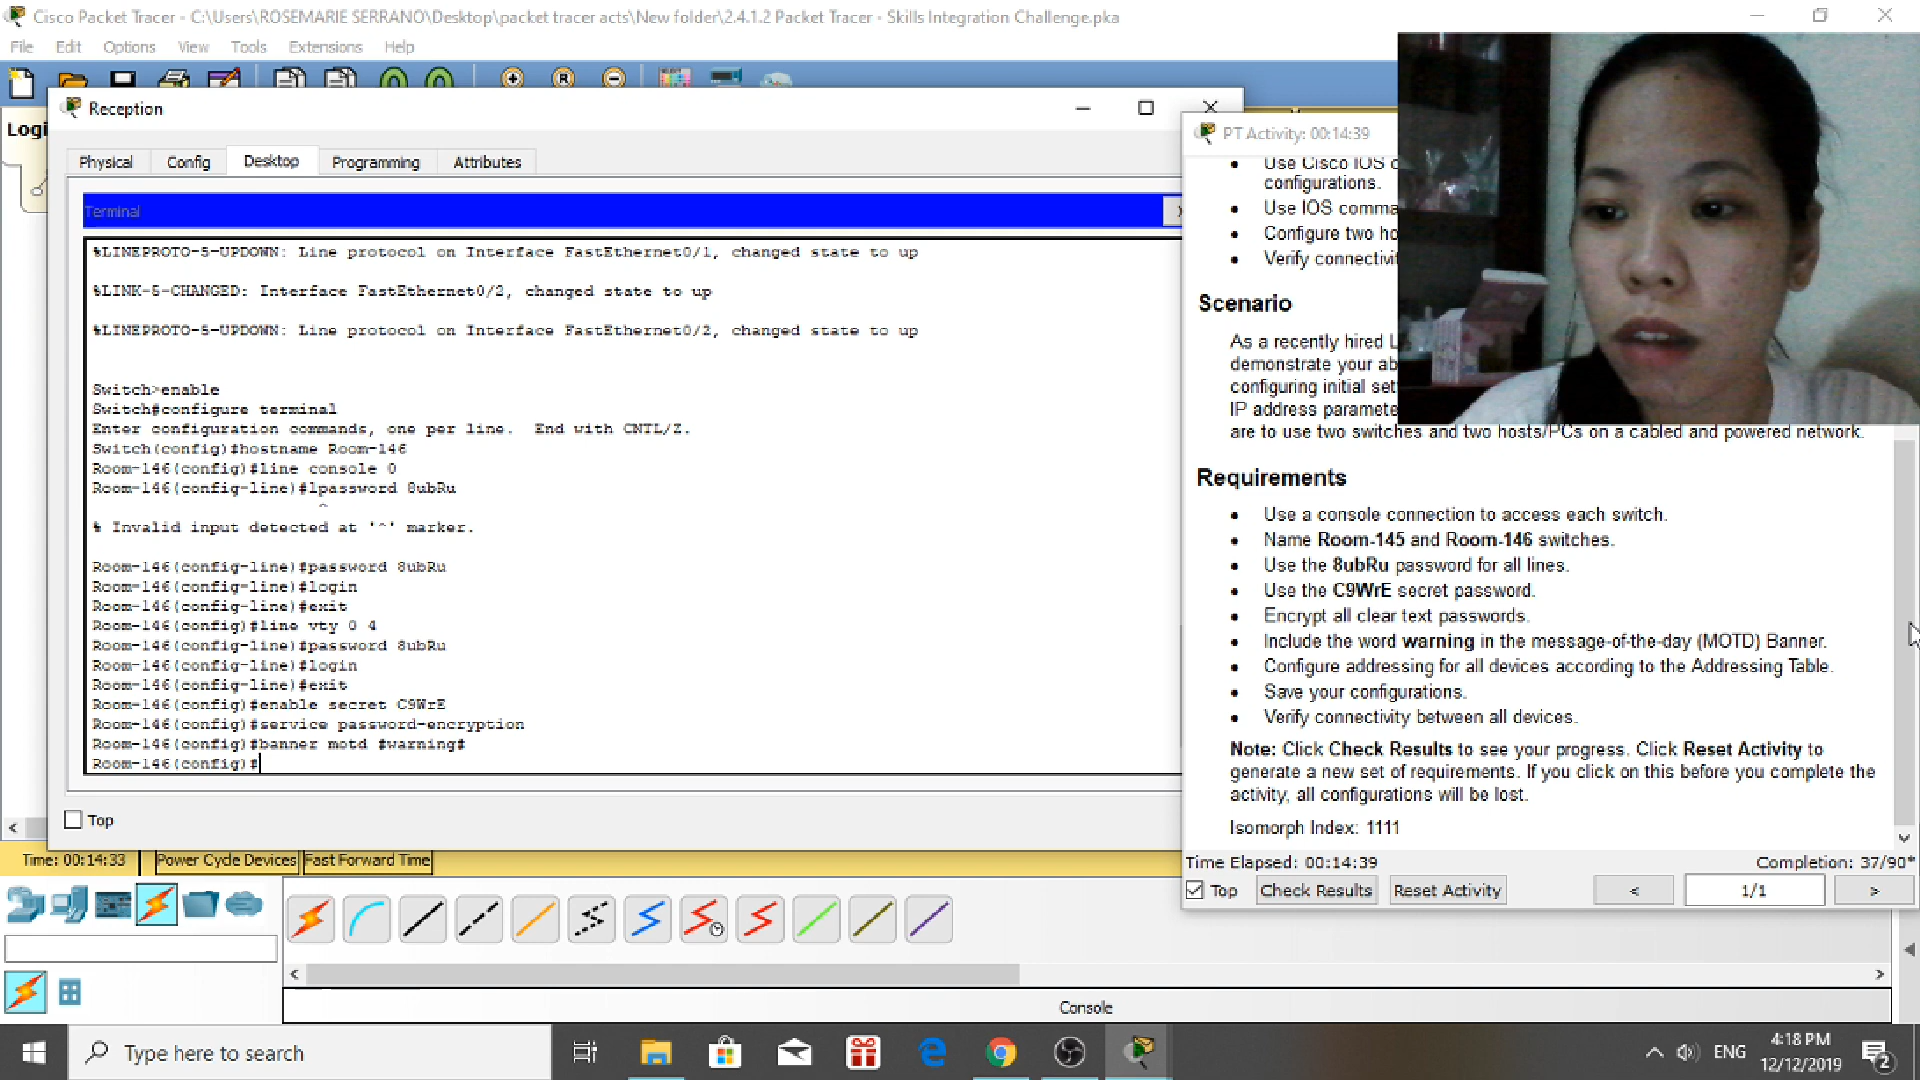 Cisco Packet Tracer - C:\Users\ROSEMARIE SERRANO\Desktop\packet tracer acts\New folder\2.4.1.2 Packet Tracer - Skills Integration Challenge.pka
File Edit Options View Tools Extensions Help
Logi
Reception
Physical Config Desktop Programming Attributes
Terminal
%LINEPROTO-5-UPDOWN: Line protocol on Interface FastEthernet0/1, changed state to up
%LINK-5-CHANGED: Interface FastEthernet0/2, changed state to up
%LINEPROTO-5-UPDOWN: Line protocol on Interface FastEthernet0/2, changed state to up
Switch>enable
Switch#configure terminal
Enter configuration commands, one per line.  End with CNTL/Z.
Switch(config)#hostname Room-146
Room-146(config)#line console 0
Room-146(config-line)#lpassword 8ubRu
^
% Invalid input detected at '^' marker.
Room-146(config-line)#password 8ubRu
Room-146(config-line)#login
Room-146(config-line)#exit
Room-146(config)#line vty 0 4
Room-146(config-line)#password 8ubRu
Room-146(config-line)#login
Room-146(config-line)#exit
Room-146(config)#enable secret C9WrE
Room-146(config)#service password-encryption
Room-146(config)#banner motd #warning#
Room-146(config)#
Top
PT Activity: 00:14:39
Use Cisco IOS
configurations.
Use IOS comma
Configure two ho
Verify connectivit
Scenario
As a recently hired L
demonstrate your ab
configuring initial set
IP address paramete
are to use two switches and two hosts/PCs on a cabled and powered network.
Requirements
Use a console connection to access each switch.
Name Room-145 and Room-146 switches.
Use the 8ubRu password for all lines.
Use the C9WrE secret password.
Encrypt all clear text passwords.
Include the word warning in the message-of-the-day (MOTD) Banner.
Configure addressing for all devices according to the Addressing Table.
Save your configurations.
Verify connectivity between all devices.
Note: Click Check Results to see your progress. Click Reset Activity to
generate a new set of requirements. If you click on this before you complete the
activity, all configurations will be lost.
Isomorph Index: 1111
Time Elapsed: 00:14:39 Completion: 37/90*
Top Check Results Reset Activity < 1/1 >
Time: 00:14:33 Power Cycle Devices Fast Forward Time
Console
Type here to search
ENG
4:18 PM
12/12/2019
2